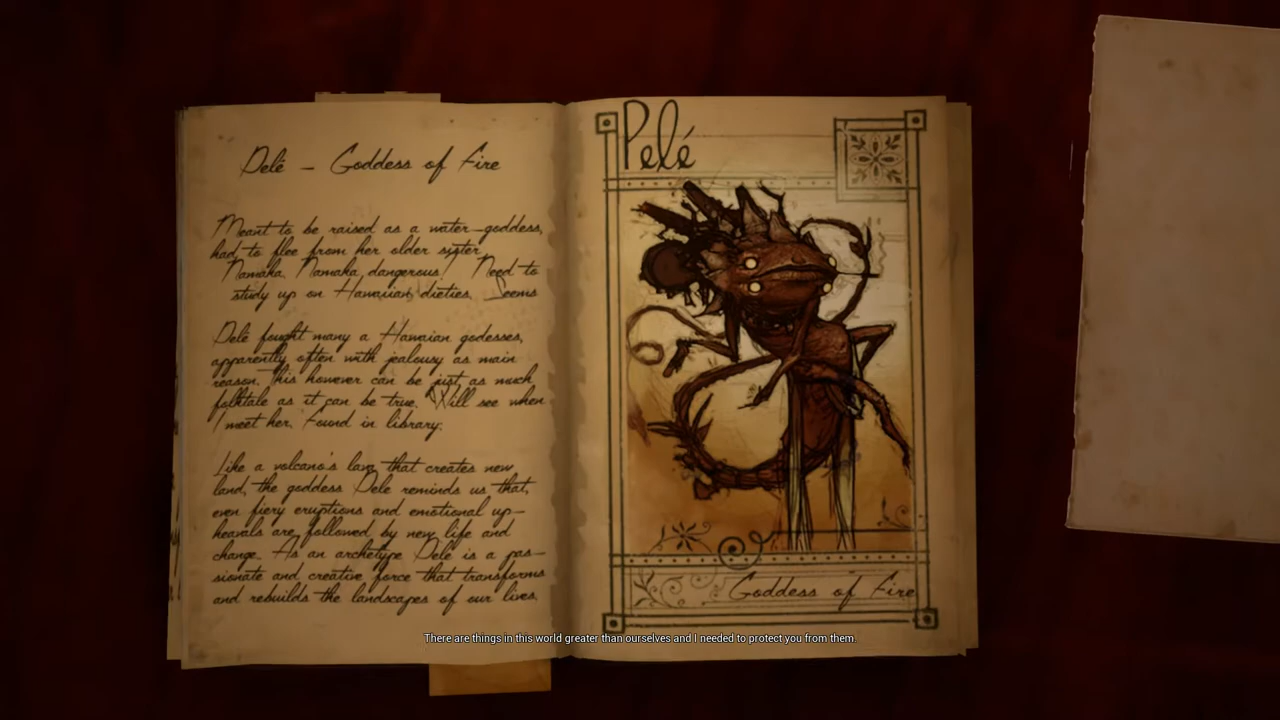 Pelé - Goddess of Fire
Meant to be raised as a water-goddess,
had to flee from her older sister
Namaka. Namaka dangerous! Need to
study up on Hawaiian dieties. Seems
Pelé fought many a Hawaian godesses,
apparently often with jealousy as main
reason. This however can be just as much
folktale as it can be true. Will see when
I meet her. Found in library.
Like a volcano's lava that creates new
land, the goddess Pele reminds us that,
even fiery eruptions and emotional up-
heavals are followed by new life and
change. As an archetype Pelé is a pas-
sionate and creative force that transforms
and rebuilds the landscapes of our lives.
Pelé
Goddess of Fire
There are things in this world greater than ourselves and I needed to protect you from them.